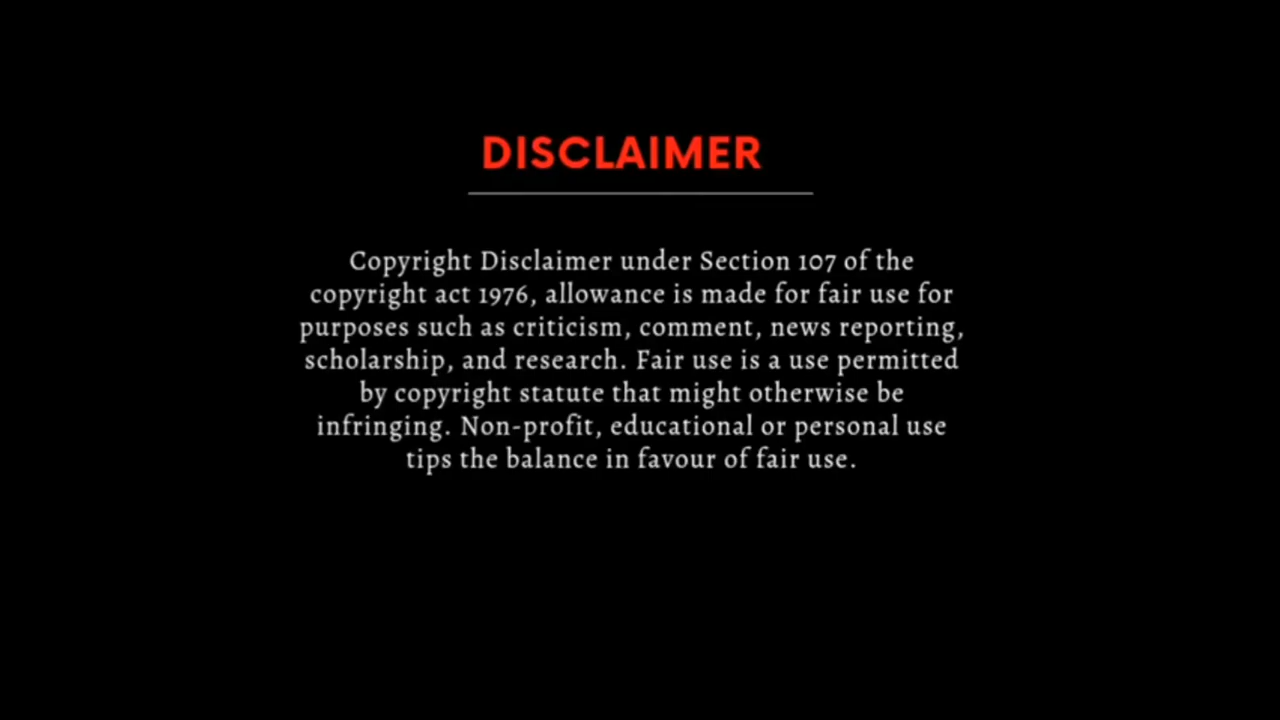 DISCLAIMER
Copyright Disclaimer under Section 107 of the
copyright act 1976, allowance is made for fair use for
purposes such as criticism, comment, news reporting,
scholarship, and research. Fair use is a use permitted
by copyright statute that might otherwise be
infringing. Non-profit, educational or personal use
tips the balance in favour of fair use.